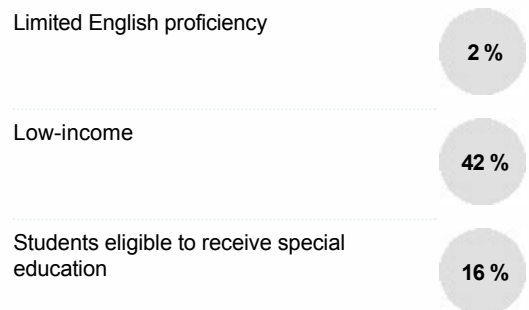 Limited English proficiency
2 %
Low-income
42 %
Students eligible to receive special
education
16 %